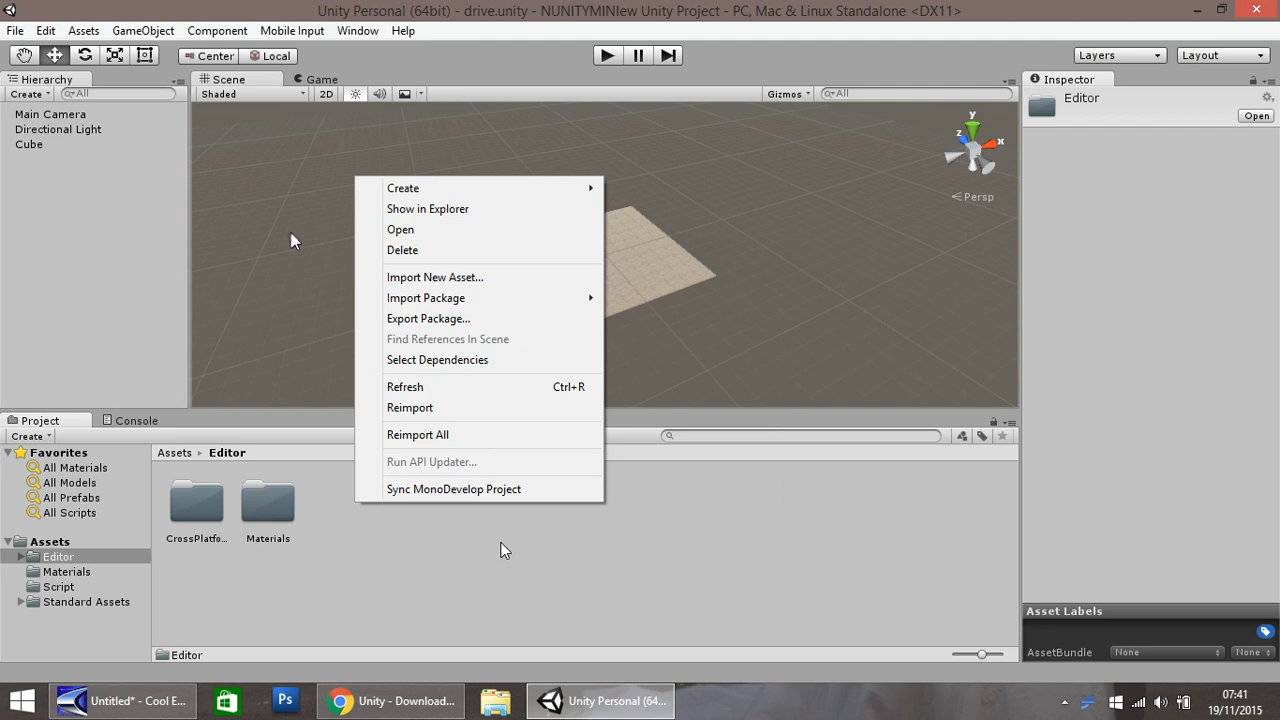 Unity Personal (64bit) - drive.unity - NUNITYMINIew Unity Project - PC, Mac & Linux Standalone <DX11>
File Edit Assets GameObject Component Mobile Input Window Help
Center Local Layers Layout
Hierarchy Scene Game Inspector
Create All Shaded 2D Gizmos All
Editor
Open
Main Camera
Directional Light
Cube
y
z x
Persp
Create
Show in Explorer
Open
Delete
Import New Asset...
Import Package
Export Package...
Find References In Scene
Select Dependencies
Refresh Ctrl+R
Reimport
Reimport All
Run API Updater...
Sync MonoDevelop Project
Project Console
Create
Favorites
All Materials
All Models
All Prefabs
All Scripts
Assets
Editor
Materials
Script
Standard Assets
Assets Editor
CrossPlatfo... Materials
Editor
Asset Labels
AssetBundle None None
Untitled* - Cool E...
Ps
Unity - Download...
Unity Personal (64...
07:41
19/11/2015